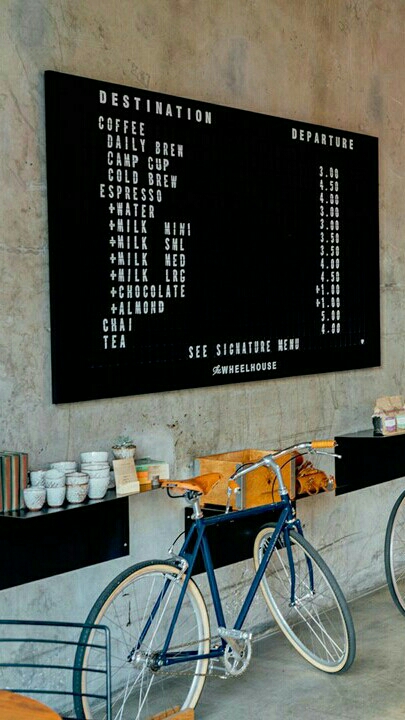 DESTINATION DEPARTURE
COFFEE
DAILY BREW 3.00
CAMP CUP 4.50
COLD BREW 4.00
ESPRESSO 3.00
+WATER 3.00
+MILK MINI 3.50
+MILK SML 3.50
+MILK MED 4.00
+MILK LRG 4.50
+CHOCOLATE +1.00
+ALMOND +1.00
CHAI 5.00
TEA 4.00
SEE SIGNATURE MENU
The WHEELHOUSE